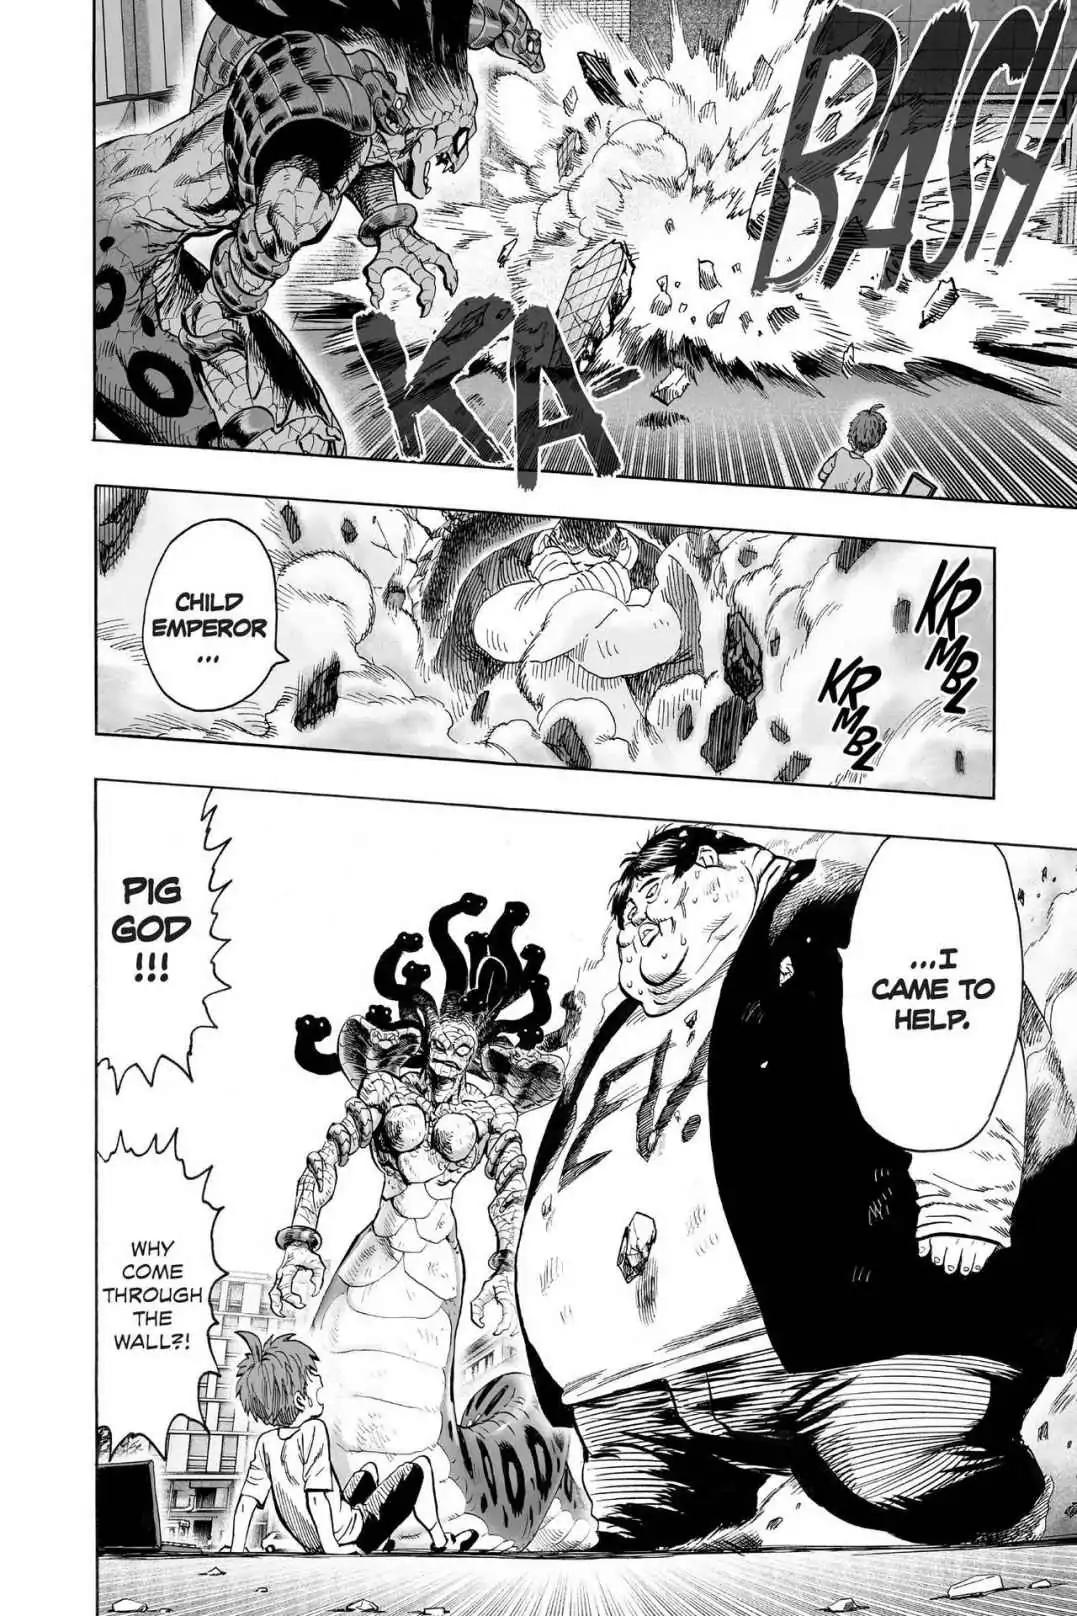 KA-
BASH
CHILD
EMPEROR
...
KRMBL
KRMBL
...I
CAME TO
HELP.
PIG
GOD
!!!
WHY
COME
THROUGH
THE
WALL?!